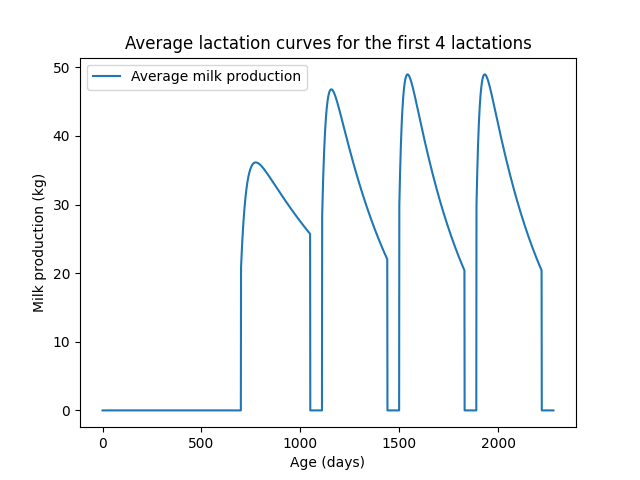 Average lactation curves for the first 4 lactations
Average milk production
Milk production (kg)
50
40
30
20
10
0
0 500 1000 1500 2000
Age (days)